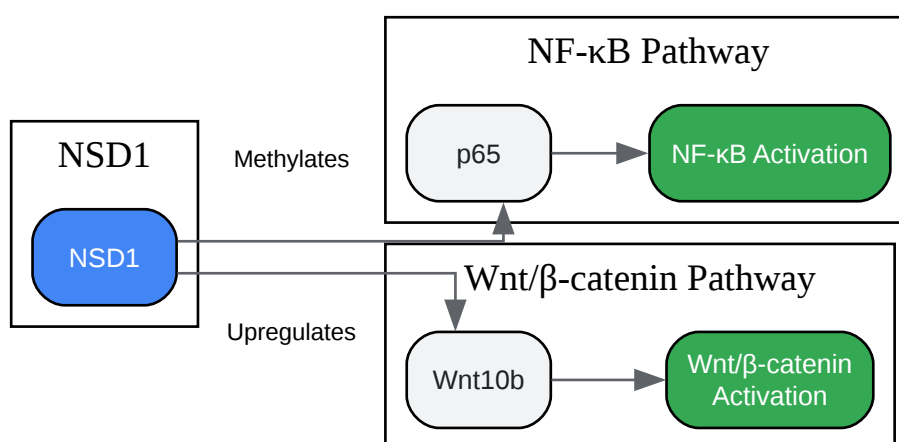 NF-κB Pathway
NSD1
Methylates
p65
NF-κB Activation
NSD1
Wnt/β-catenin Pathway
Upregulates
Wnt10b
Wnt/β-catenin
Activation